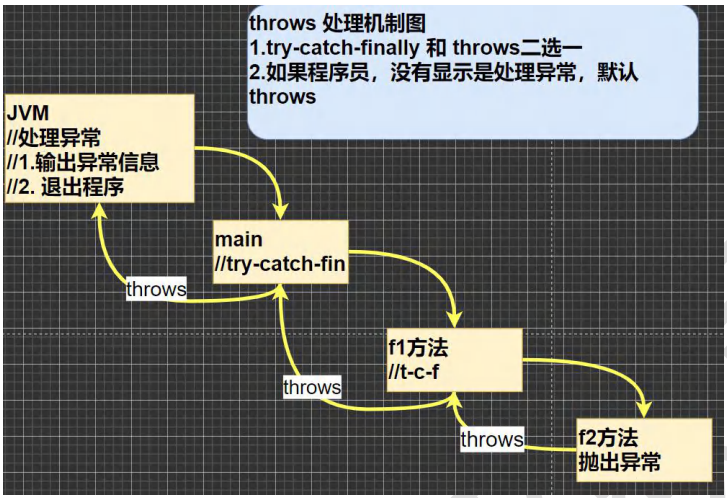 throws 处理机制图
1.try-catch-finally 和 throws二选一
2.如果程序员，没有显示是处理异常，默认
throws
JVM
//处理异常
//1.输出异常信息
//2. 退出程序
main
//try-catch-fin
throws
f1方法
//t-c-f
throws
f2方法
抛出异常
throws